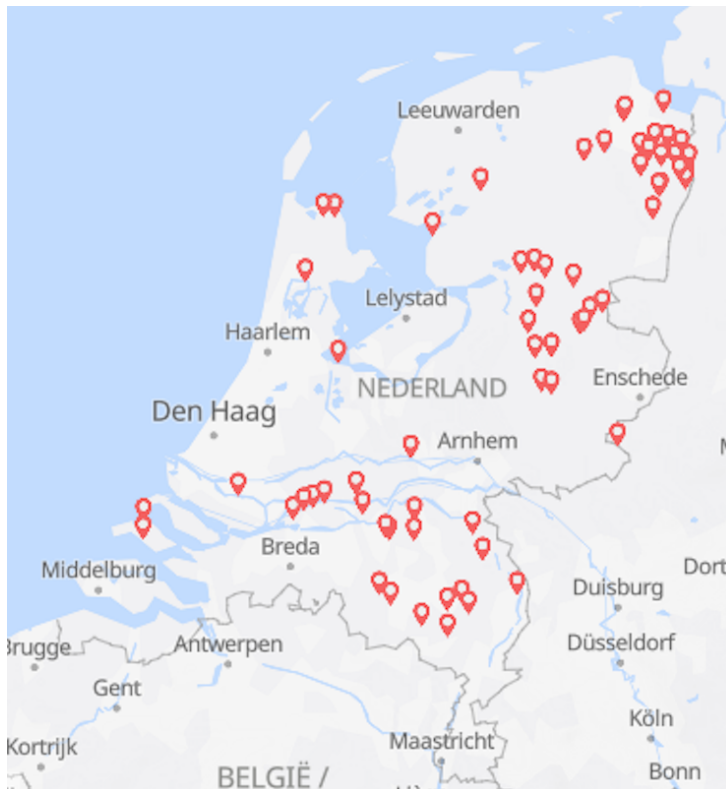 Leeuwarden
Lelystad
Haarlem
NEDERLAND
Enschede
Den Haag
Arnhem
Breda
Middelburg
Dort
Duisburg
Brugge
Antwerpen
Düsseldorf
Gent
Köln
Kortrijk
Maastricht
Bonn
BELGIË /